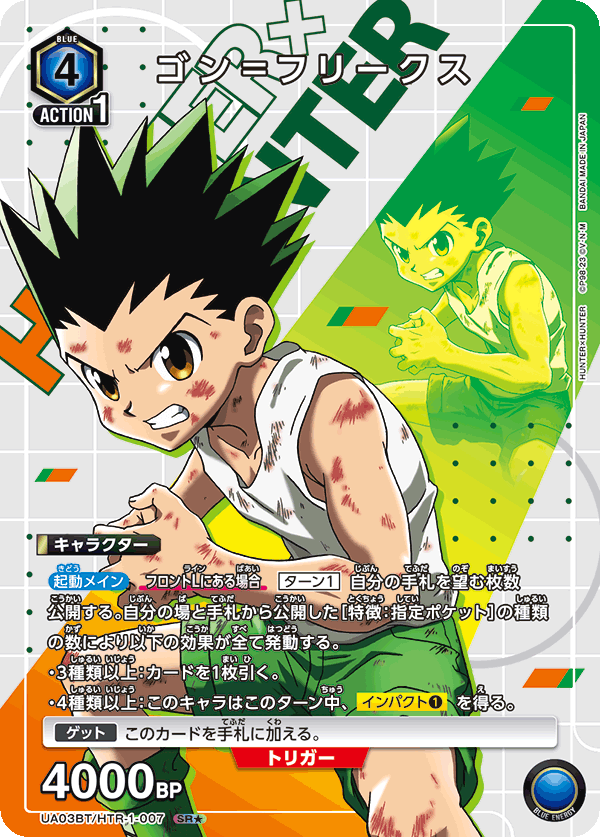 BLUE
4
ACTION 1
ゴン=フリークス
HUNTER×HUNTER
HUNTER×HUNTER ©P98-23 ©V・N・M BANDAI MADE IN JAPAN
キャラクター
起動メイン フロントLにある場合 ターン1 自分の手札を望む枚数
公開する。自分の場と手札から公開した[特徴:指定ポケット]の種類
の数により以下の効果が全て発動する。
・3種類以上:カードを1枚引く。
・4種類以上:このキャラはこのターン中、インパクト❶を得る。
ゲット このカードを手札に加える。
トリガー
4000BP
BLUE ENERGY
UA03BT/HTR-1-007 SR★